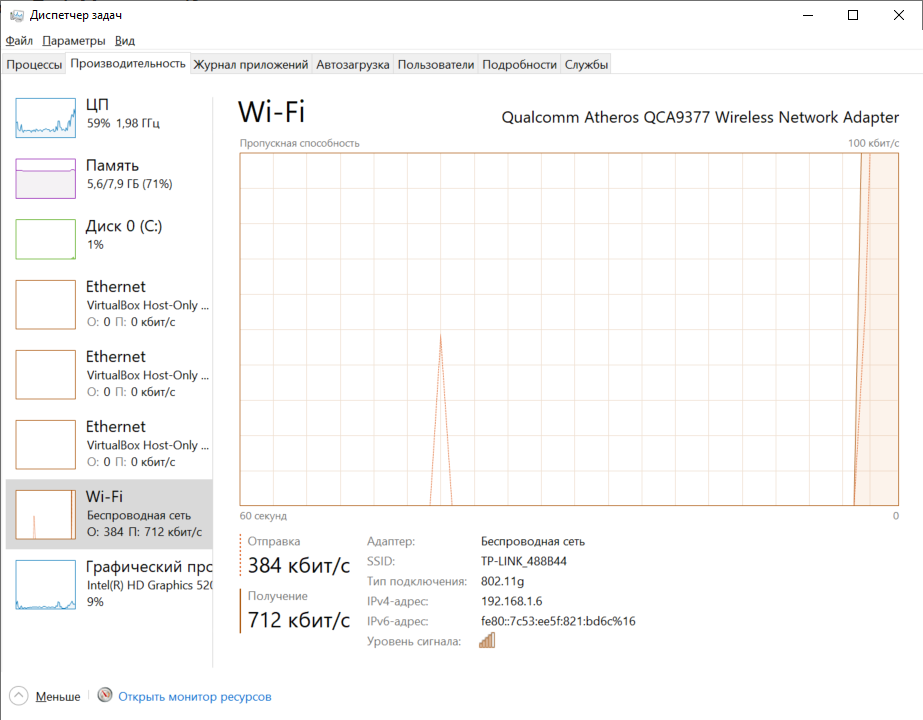 Диспетчер задач
Файл Параметры Вид
Процессы Производительность Журнал приложений Автозагрузка Пользователи Подробности Службы
ЦП
59% 1,98 ГГц
Память
5,6/7,9 ГБ (71%)
Диск 0 (C:)
1%
Ethernet
VirtualBox Host-Only ...
О: 0 П: 0 кбит/с
Ethernet
VirtualBox Host-Only ...
О: 0 П: 0 кбит/с
Ethernet
VirtualBox Host-Only ...
О: 0 П: 0 кбит/с
Wi-Fi
Беспроводная сеть
О: 384 П: 712 кбит/с
Графический про
Intel(R) HD Graphics 520
9%
Wi-Fi
Qualcomm Atheros QCA9377 Wireless Network Adapter
Пропускная способность 100 кбит/с
60 секунд 0
Отправка
384 кбит/с
Получение
712 кбит/с
Адаптер: Беспроводная сеть
SSID: TP-LINK_488B44
Тип подключения: 802.11g
IPv4-адрес: 192.168.1.6
IPv6-адрес: fe80::7c53:ee5f:821:bd6c%16
Уровень сигнала:
Меньше Открыть монитор ресурсов